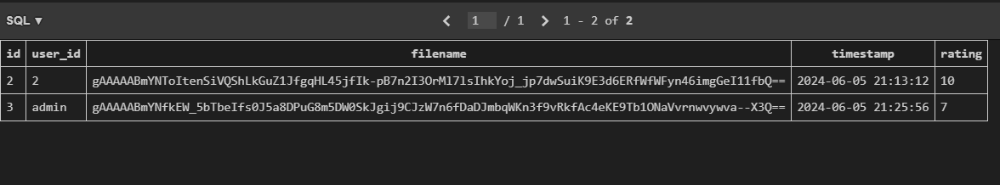 SQL ▼ 1 / 1 1 - 2 of 2
id user_id filename timestamp rating
2 2 gAAAAABmYNToItenSiVQShLkGuZ1JfgqHL45jfIk-pB7n2I3OrMl7lsIhkYoj_jp7dwSuiK9E3d6ERfWfWFyn46imgGeI11fbQ== 2024-06-05 21:13:12 10
3 admin gAAAAABmYNfkEW_5bTbeIfs0J5a8DPuG8m5DW0SkJgij9CJzW7n6fDaDJmbqWKn3f9vRkfAc4eKE9Tb1ONaVvrnwvywva--X3Q== 2024-06-05 21:25:56 7